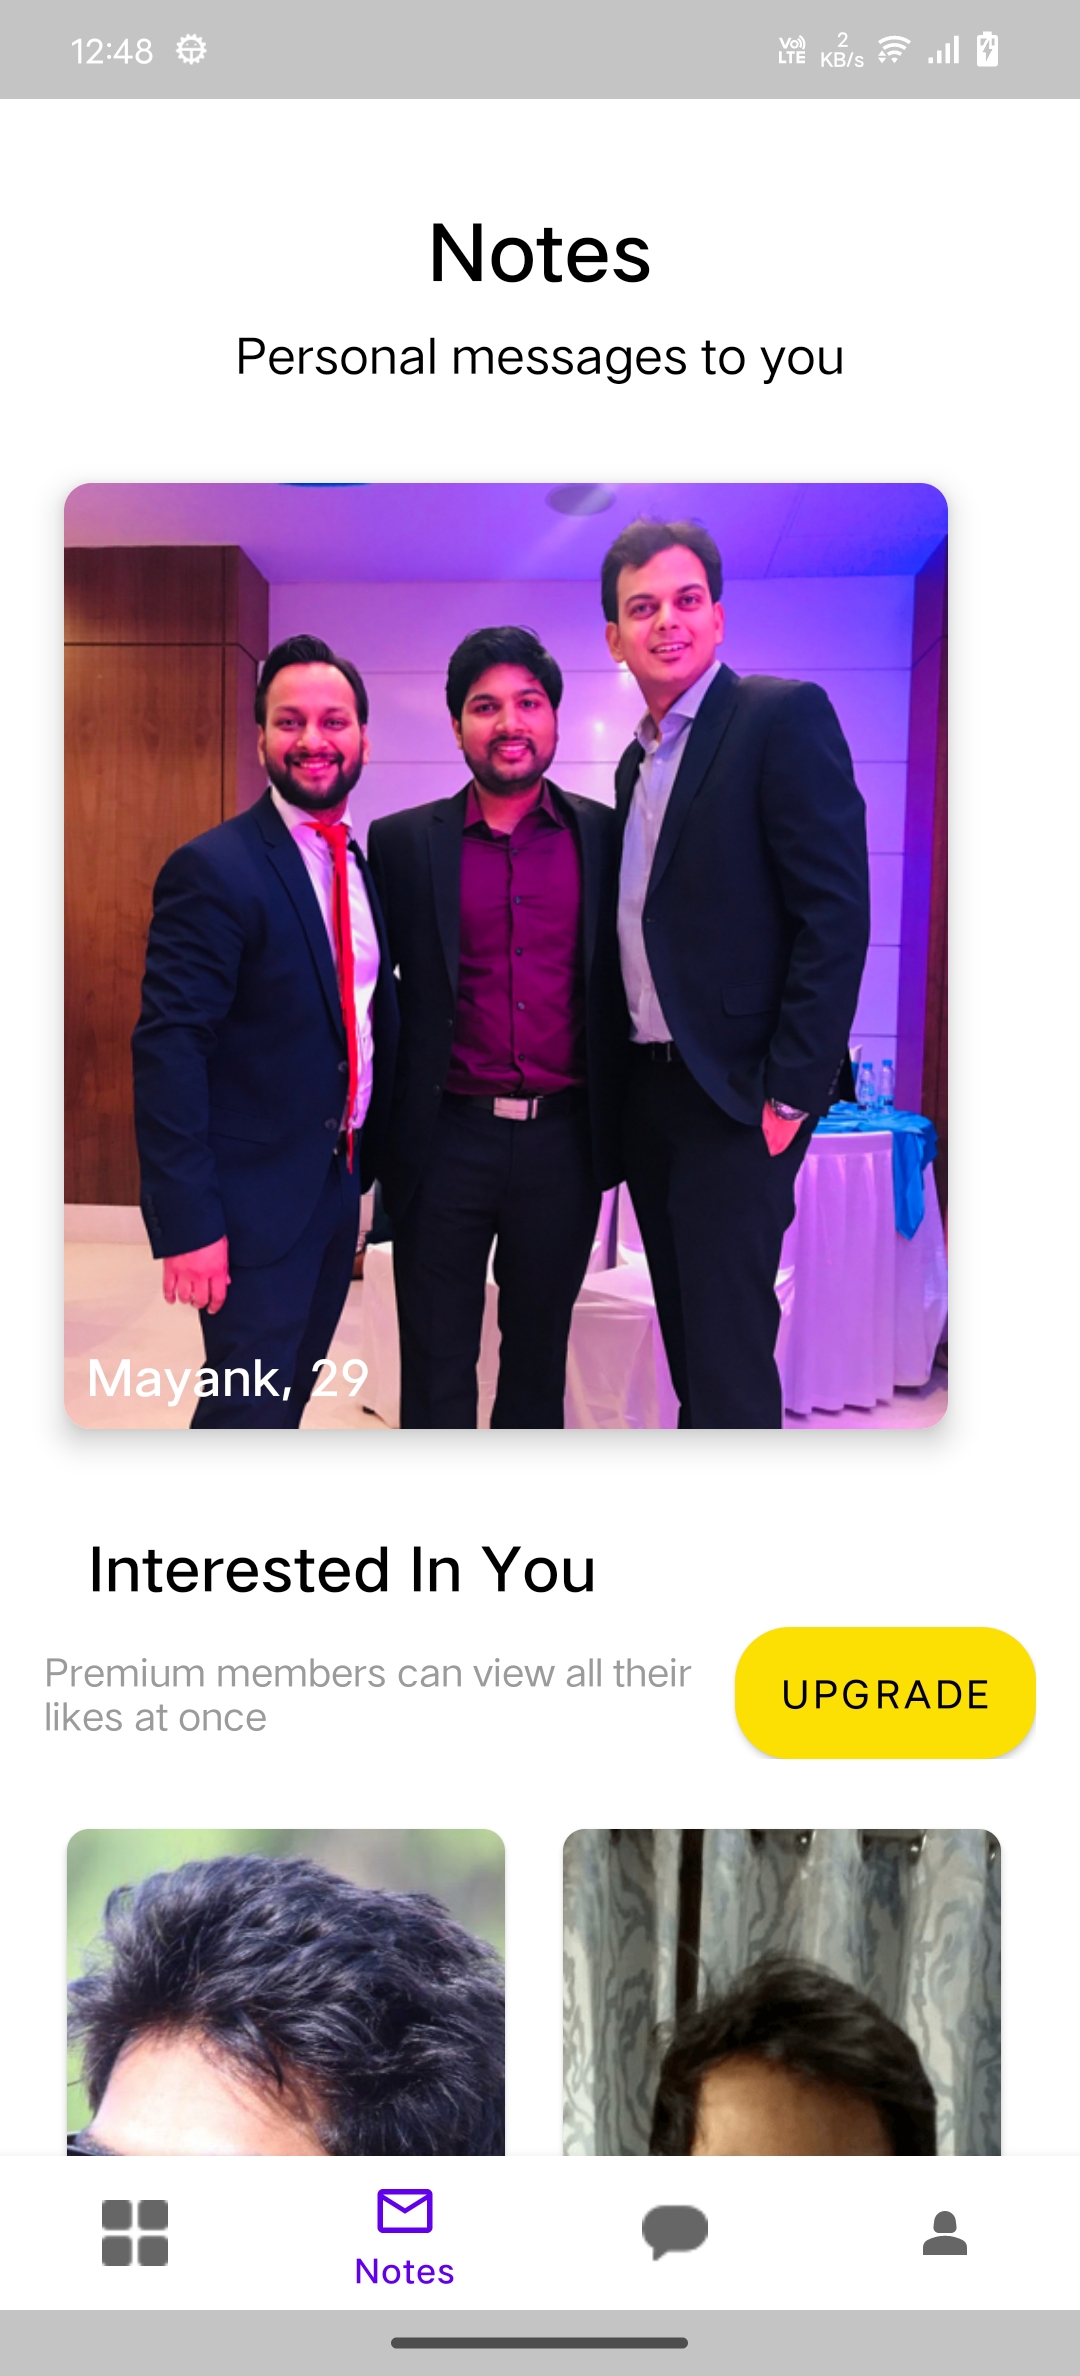 12:48
Vo)) LTE 2 KB/s
Notes
Personal messages to you
Mayank, 29
Interested In You
Premium members can view all their
likes at once
UPGRADE
Notes